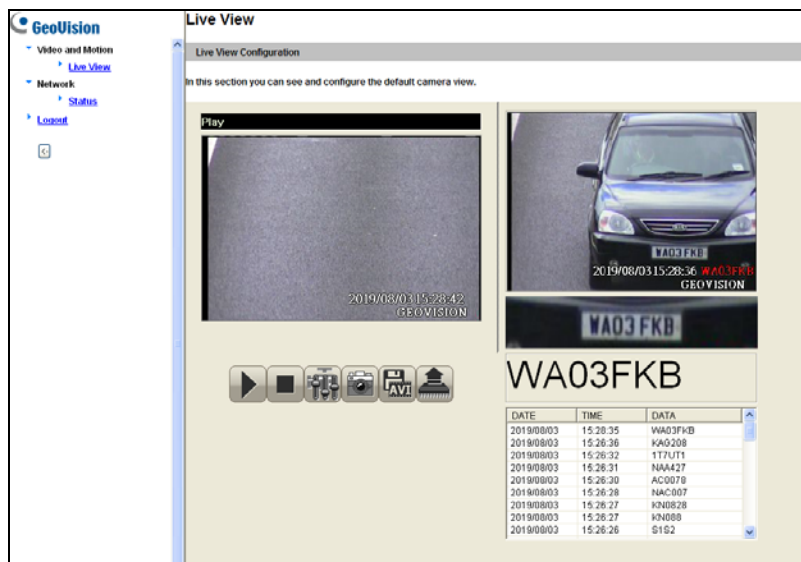 GeoVision
Video and Motion
Live View
Network
Status
Logout
Live View
Live View Configuration
In this section you can see and configure the default camera view.
Play
2019/08/03 15:28:42
GEOVISION
AVI
WA03 FKB
2019/08/03 15:28:36 WA03FKB
GEOVISION
WA03 FKB
WA03FKB
DATE TIME DATA
2019/08/03 15:28:35 WA03FKB
2019/08/03 15:26:36 KAG208
2019/08/03 15:26:32 1T7UT1
2019/08/03 15:26:31 NAA427
2019/08/03 15:26:30 AC0078
2019/08/03 15:26:28 NAC007
2019/08/03 15:26:27 KN0828
2019/08/03 15:26:27 KN088
2019/08/03 15:26:26 S1S2